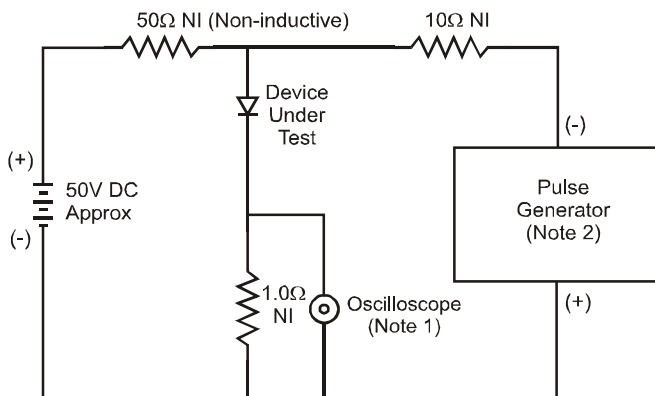 50Ω NI (Non-inductive)
10Ω NI
Device
Under
Test
(-)
(+)
50V DC
Approx
(-)
Pulse
Generator
(Note 2)
1.0Ω
NI
Oscilloscope
(Note 1)
(+)